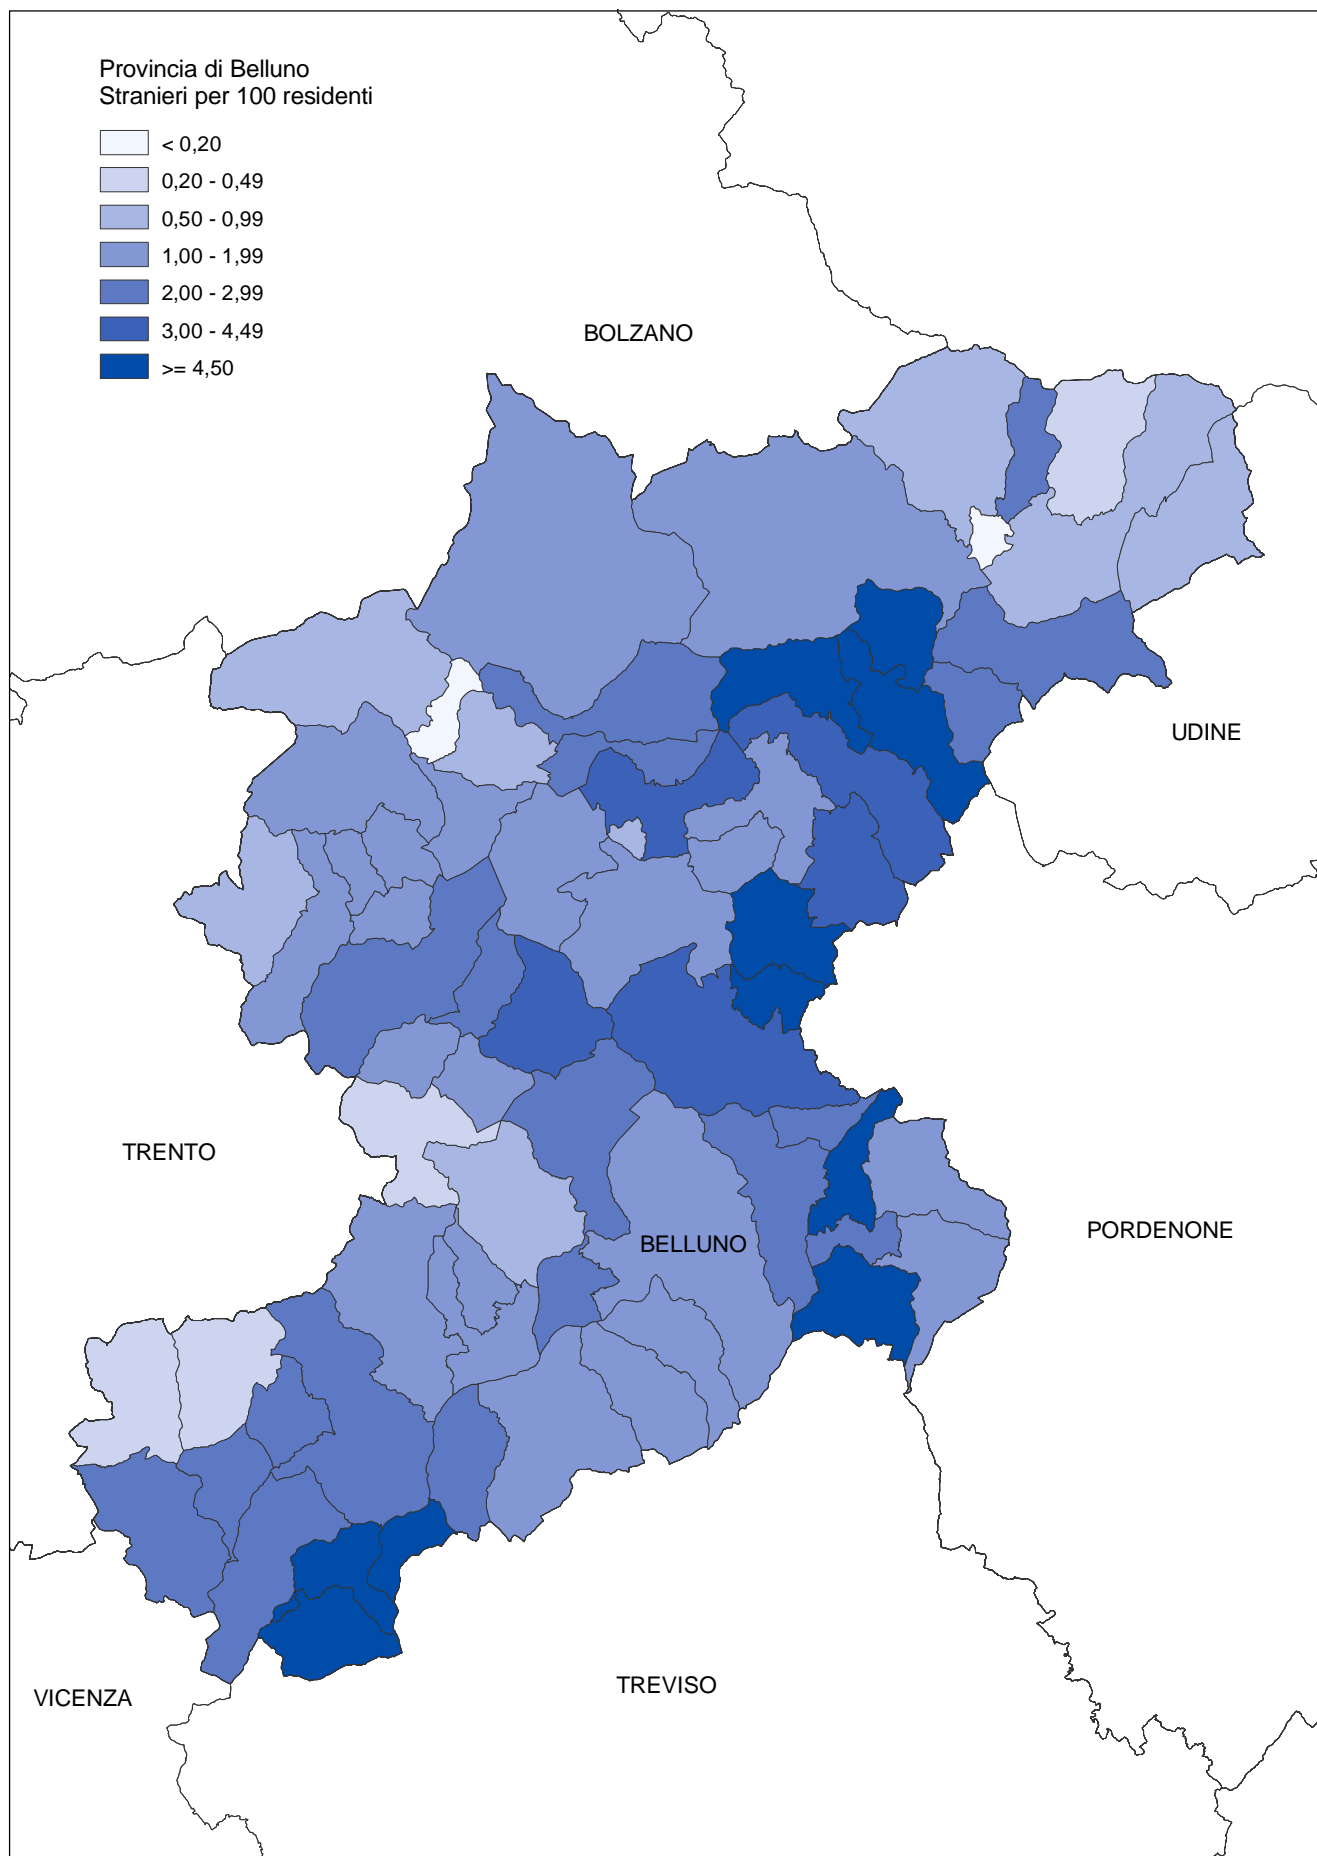 Provincia di Belluno
Stranieri per 100 residenti
< 0,20
0,20 - 0,49
0,50 - 0,99
1,00 - 1,99
2,00 - 2,99
3,00 - 4,49
>= 4,50
BOLZANO
UDINE
TRENTO
PORDENONE
BELLUNO
TREVISO
VICENZA